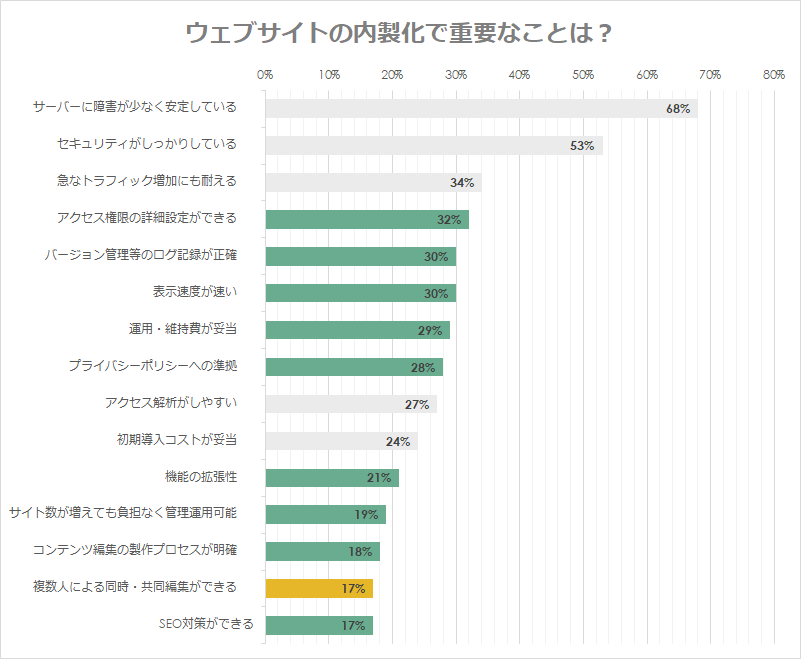 ウェブサイトの内製化で重要なことは？
0% 10% 20% 30% 40% 50% 60% 70% 80%
サーバーに障害が少なく安定している 68%
セキュリティがしっかりしている 53%
急なトラフィック増加にも耐える 34%
アクセス権限の詳細設定ができる 32%
バージョン管理等のログ記録が正確 30%
表示速度が速い 30%
運用・維持費が妥当 29%
プライバシーポリシーへの準拠 28%
アクセス解析がしやすい 27%
初期導入コストが妥当 24%
機能の拡張性 21%
サイト数が増えても負担なく管理運用可能 19%
コンテンツ編集の製作プロセスが明確 18%
複数人による同時・共同編集ができる 17%
SEO対策ができる 17%